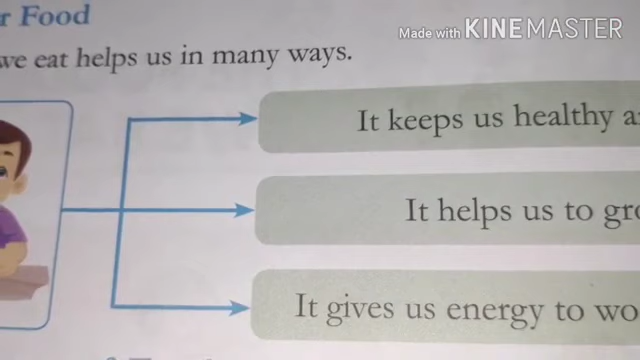 Food
Made with KINEMASTER
we eat helps us in many ways.
It keeps us healthy
It helps us to
It gives us energy to